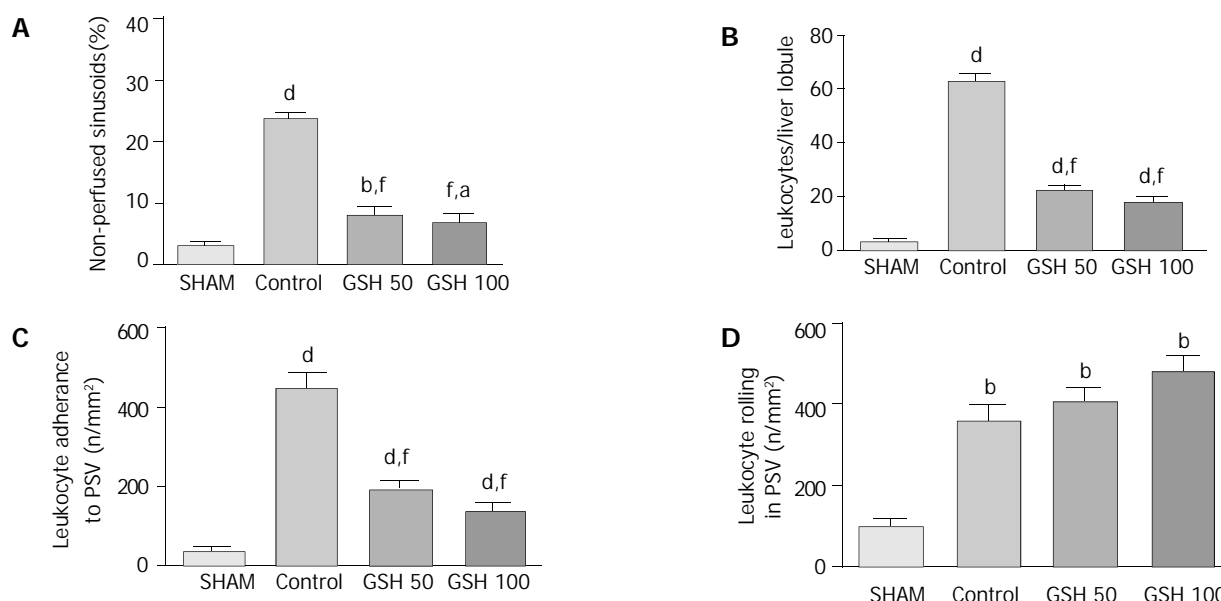 A
Non-perfused sinusoids(%)
40
30
20
10
0
d
b,f
f,a
SHAM Control GSH 50 GSH 100
B
Leukocytes/liver lobule
80
60
40
20
0
d
d,f
d,f
SHAM Control GSH 50 GSH 100
C
Leukocyte adherance
to PSV (n/mm²)
600
400
200
0
d
d,f
d,f
SHAM Control GSH 50 GSH 100
D
Leukocyte rolling
in PSV (n/mm²)
600
400
200
0
b
b
b
SHAM Control GSH 50 GSH 100